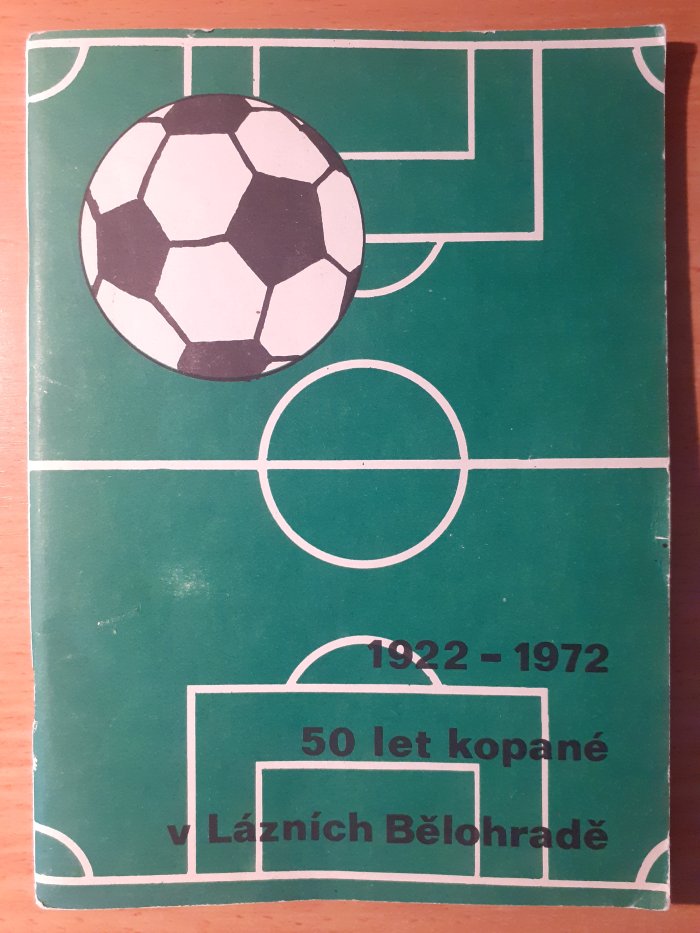 1922 - 1972
50 let kopané
v Lázních Bělohradě